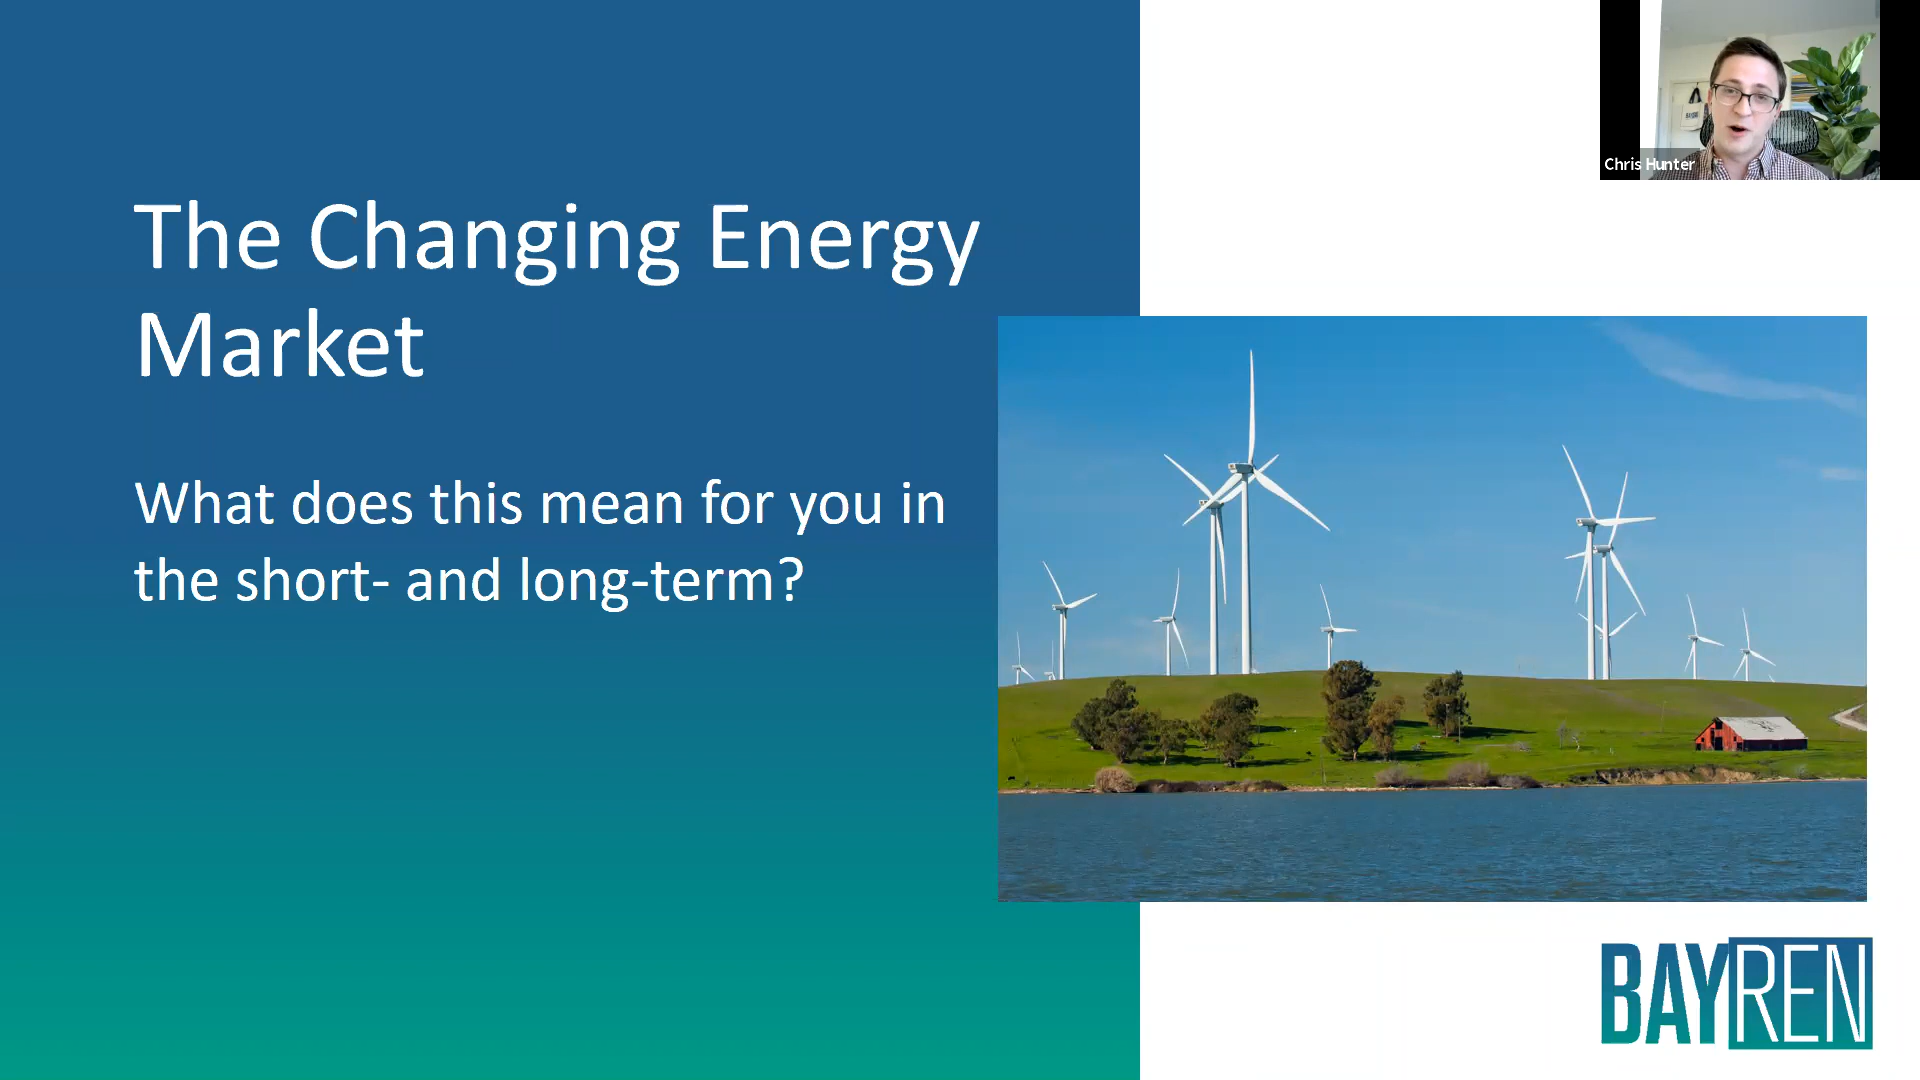 The Changing Energy
Market
What does this mean for you in
the short- and long-term?
Chris Hunter
BAYREN